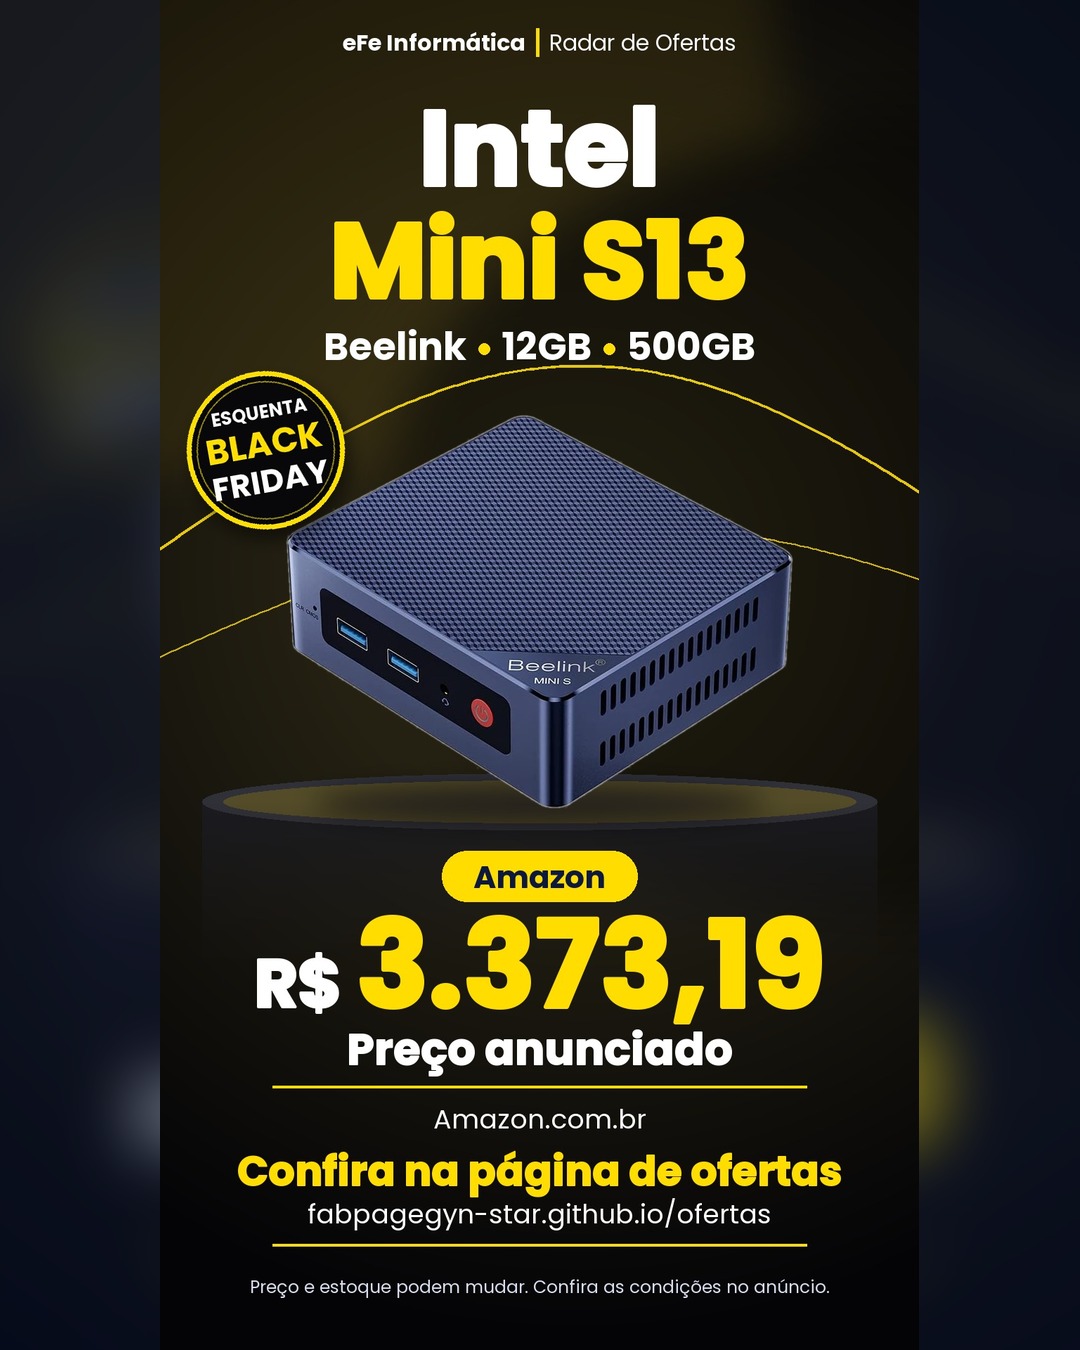 eFe Informática | Radar de Ofertas
Intel
Mini S13
Beelink • 12GB • 500GB
ESQUENTA
BLACK
FRIDAY
CLR CMOS
Beelink®
MINI S
Amazon
R$ 3.373,19
Preço anunciado
Amazon.com.br
Confira na página de ofertas
fabpagegyn-star.github.io/ofertas
Preço e estoque podem mudar. Confira as condições no anúncio.